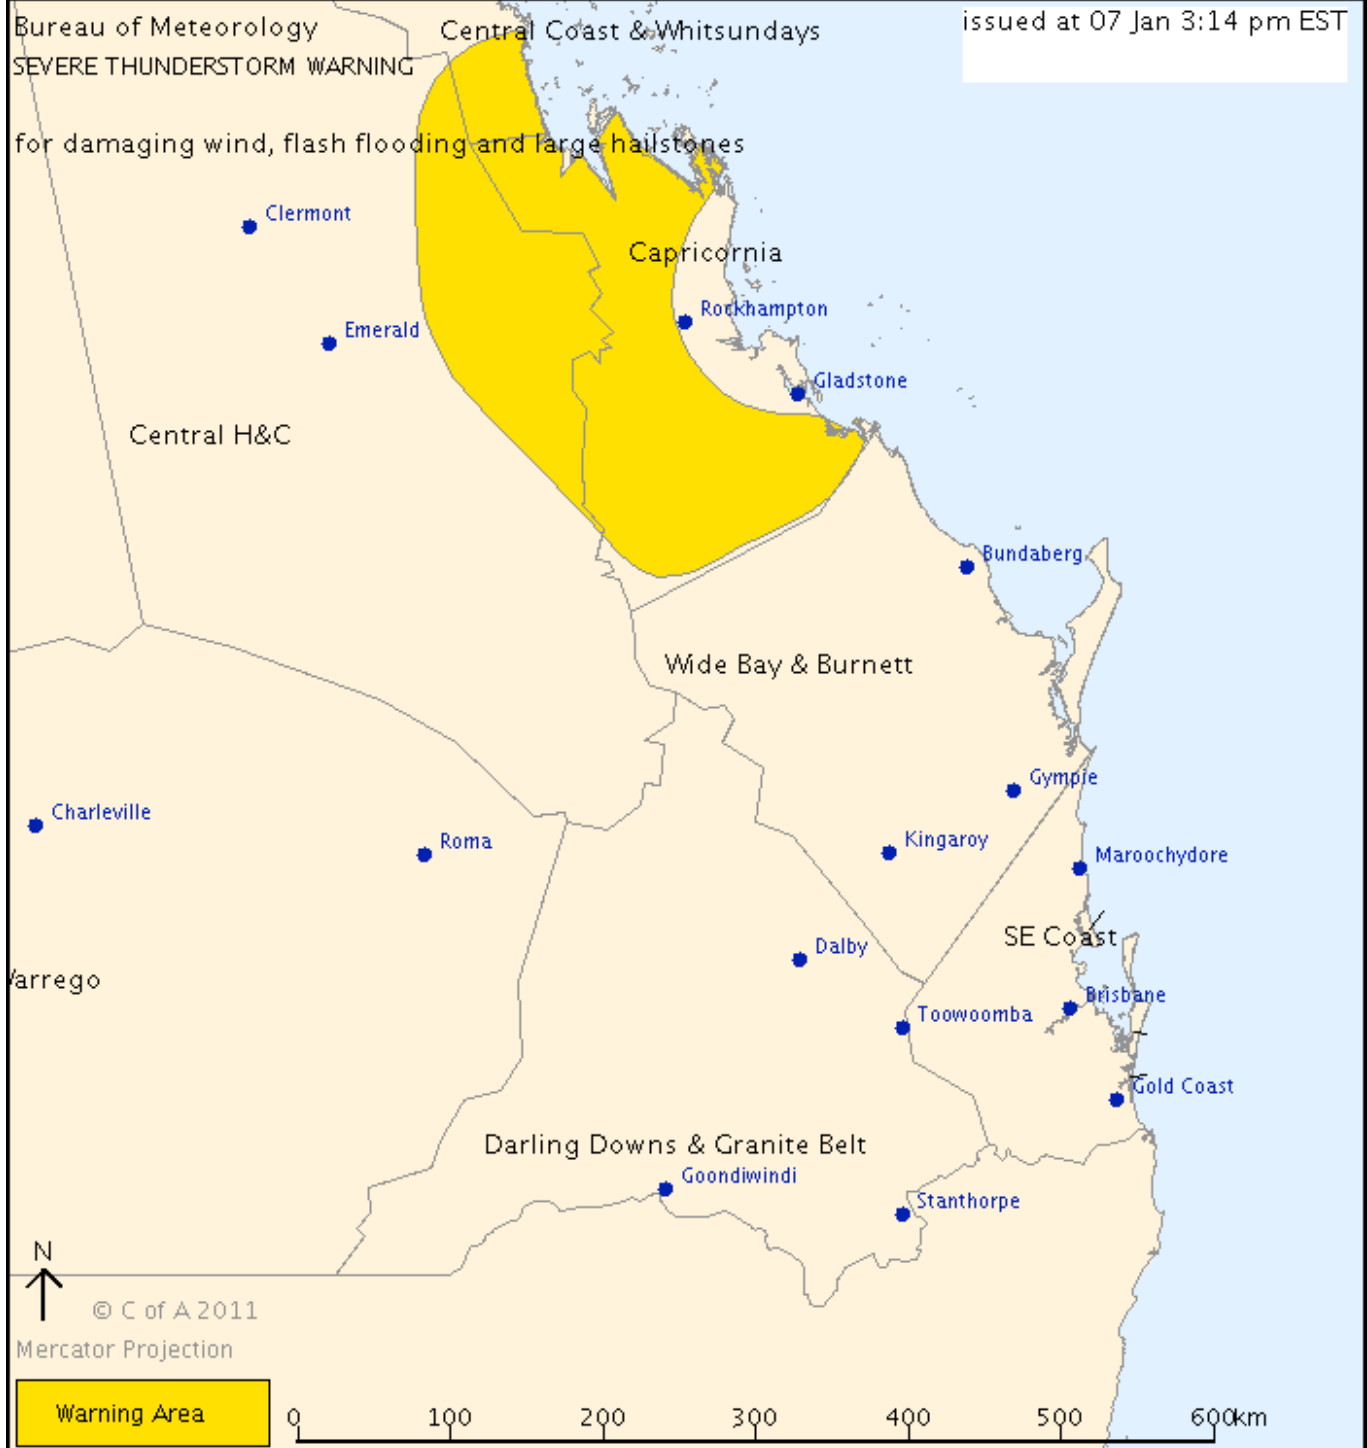 Bureau of Meteorology
Central Coast & Whitsundays
issued at 07 Jan 3:14 pm EST
SEVERE THUNDERSTORM WARNING
for damaging wind, flash flooding and large hailstones
Clermont
Capricornia
Rockhampton
Emerald
Gladstone
Central H&C
Bundaberg
Wide Bay & Burnett
Gympie
Charleville
Roma
Kingaroy
Maroochydore
SE Coast
Dalby
arrego
Brisbane
Toowoomba
Gold Coast
Darling Downs & Granite Belt
Goondiwindi
Stanthorpe
N
© C of A 2011
Mercator Projection
Warning Area
0 100 200 300 400 500 600km